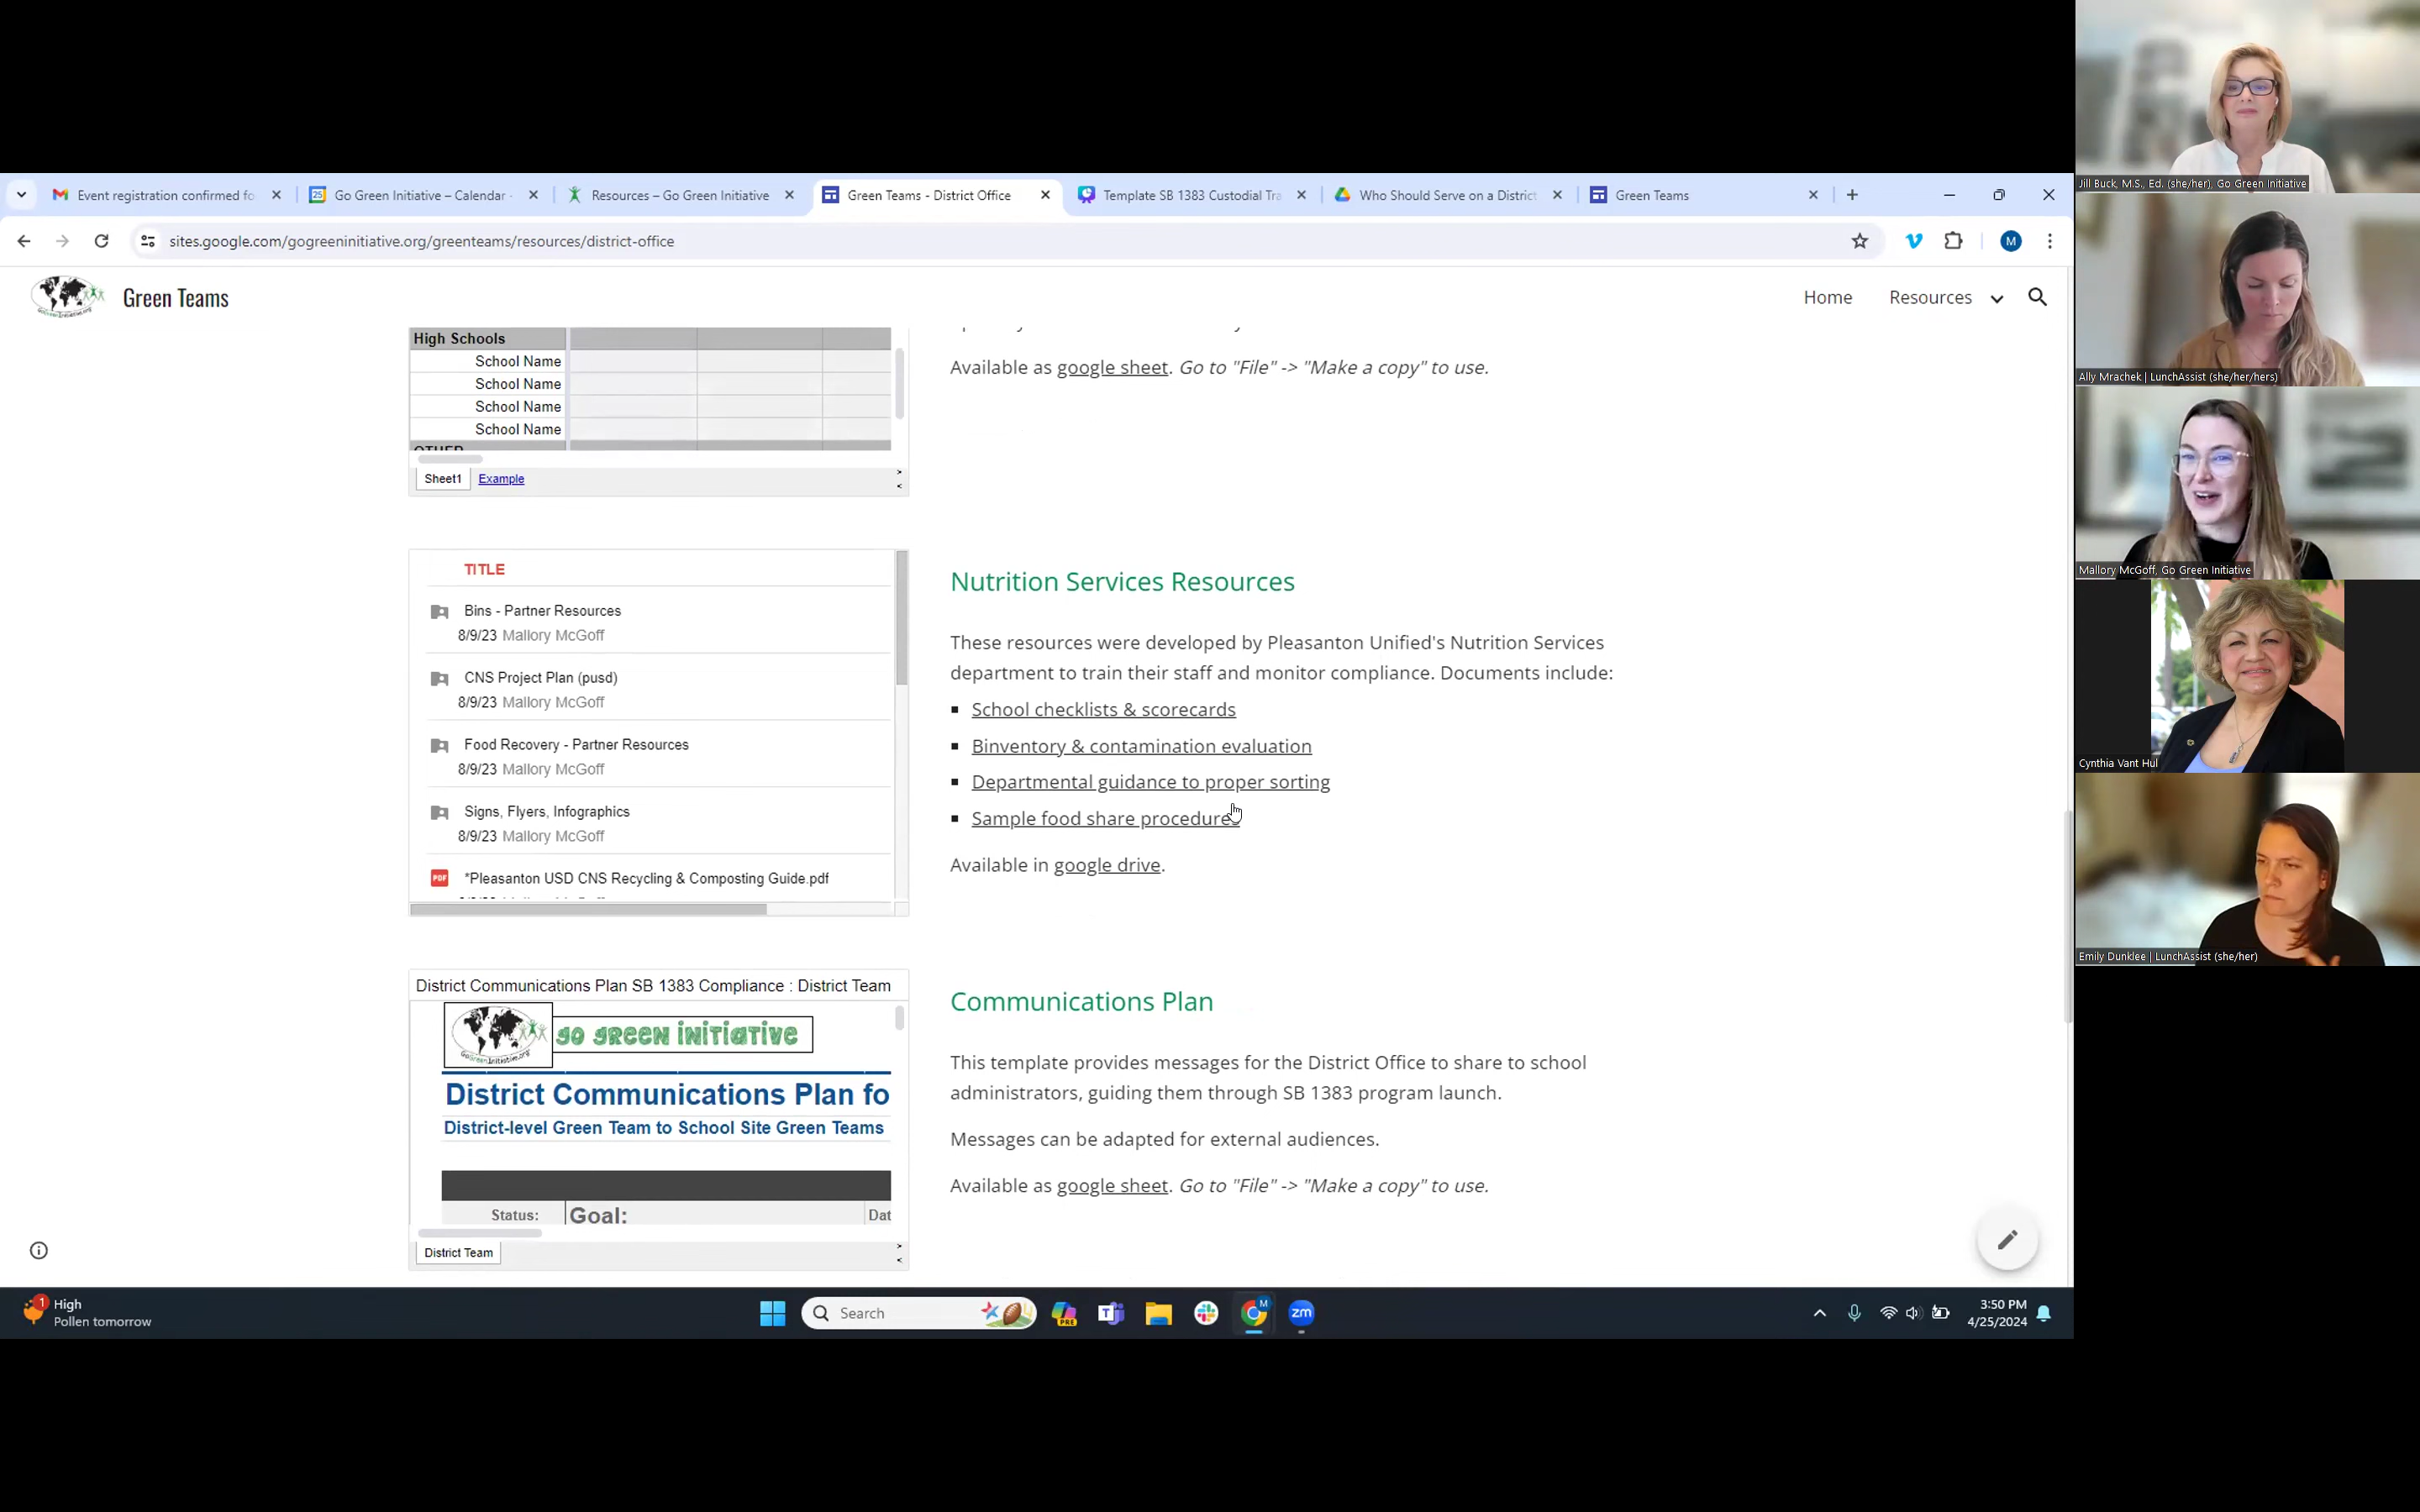 Event registration confirmed fo
Go Green Initiative – Calendar -
Resources – Go Green Initiative
Green Teams - District Office
Template SB 1383 Custodial Tra
Who Should Serve on a District
Green Teams
sites.google.com/gogreeninitiative.org/greenteams/resources/district-office
M
Green Teams
Home
Resources
High Schools
School Name
School Name
School Name
School Name
Sheet1
Example
Available as google sheet. Go to "File" -> "Make a copy" to use.
TITLE
Bins - Partner Resources
8/9/23 Mallory McGoff
CNS Project Plan (pusd)
8/9/23 Mallory McGoff
Food Recovery - Partner Resources
8/9/23 Mallory McGoff
Signs, Flyers, Infographics
8/9/23 Mallory McGoff
PDF
*Pleasanton USD CNS Recycling & Composting Guide.pdf
Nutrition Services Resources
These resources were developed by Pleasanton Unified's Nutrition Services
department to train their staff and monitor compliance. Documents include:
School checklists & scorecards
Binventory & contamination evaluation
Departmental guidance to proper sorting
Sample food share procedures
Available in google drive.
District Communications Plan SB 1383 Compliance : District Team
GoGreenInitiative.org
go green initiative
District Communications Plan fo
District-level Green Team to School Site Green Teams
Status:
Goal:
Dat
District Team
Communications Plan
This template provides messages for the District Office to share to school
administrators, guiding them through SB 1383 program launch.
Messages can be adapted for external audiences.
Available as google sheet. Go to "File" -> "Make a copy" to use.
1
High
Pollen tomorrow
Search
PRE
M
zm
3:50 PM
4/25/2024
Jill Buck, M.S., Ed. (she/her), Go Green Initiative
Ally Mrachek | LunchAssist (she/her/hers)
Mallory McGoff, Go Green Initiative
Cynthia Vant Hul
Emily Dunklee | LunchAssist (she/her)